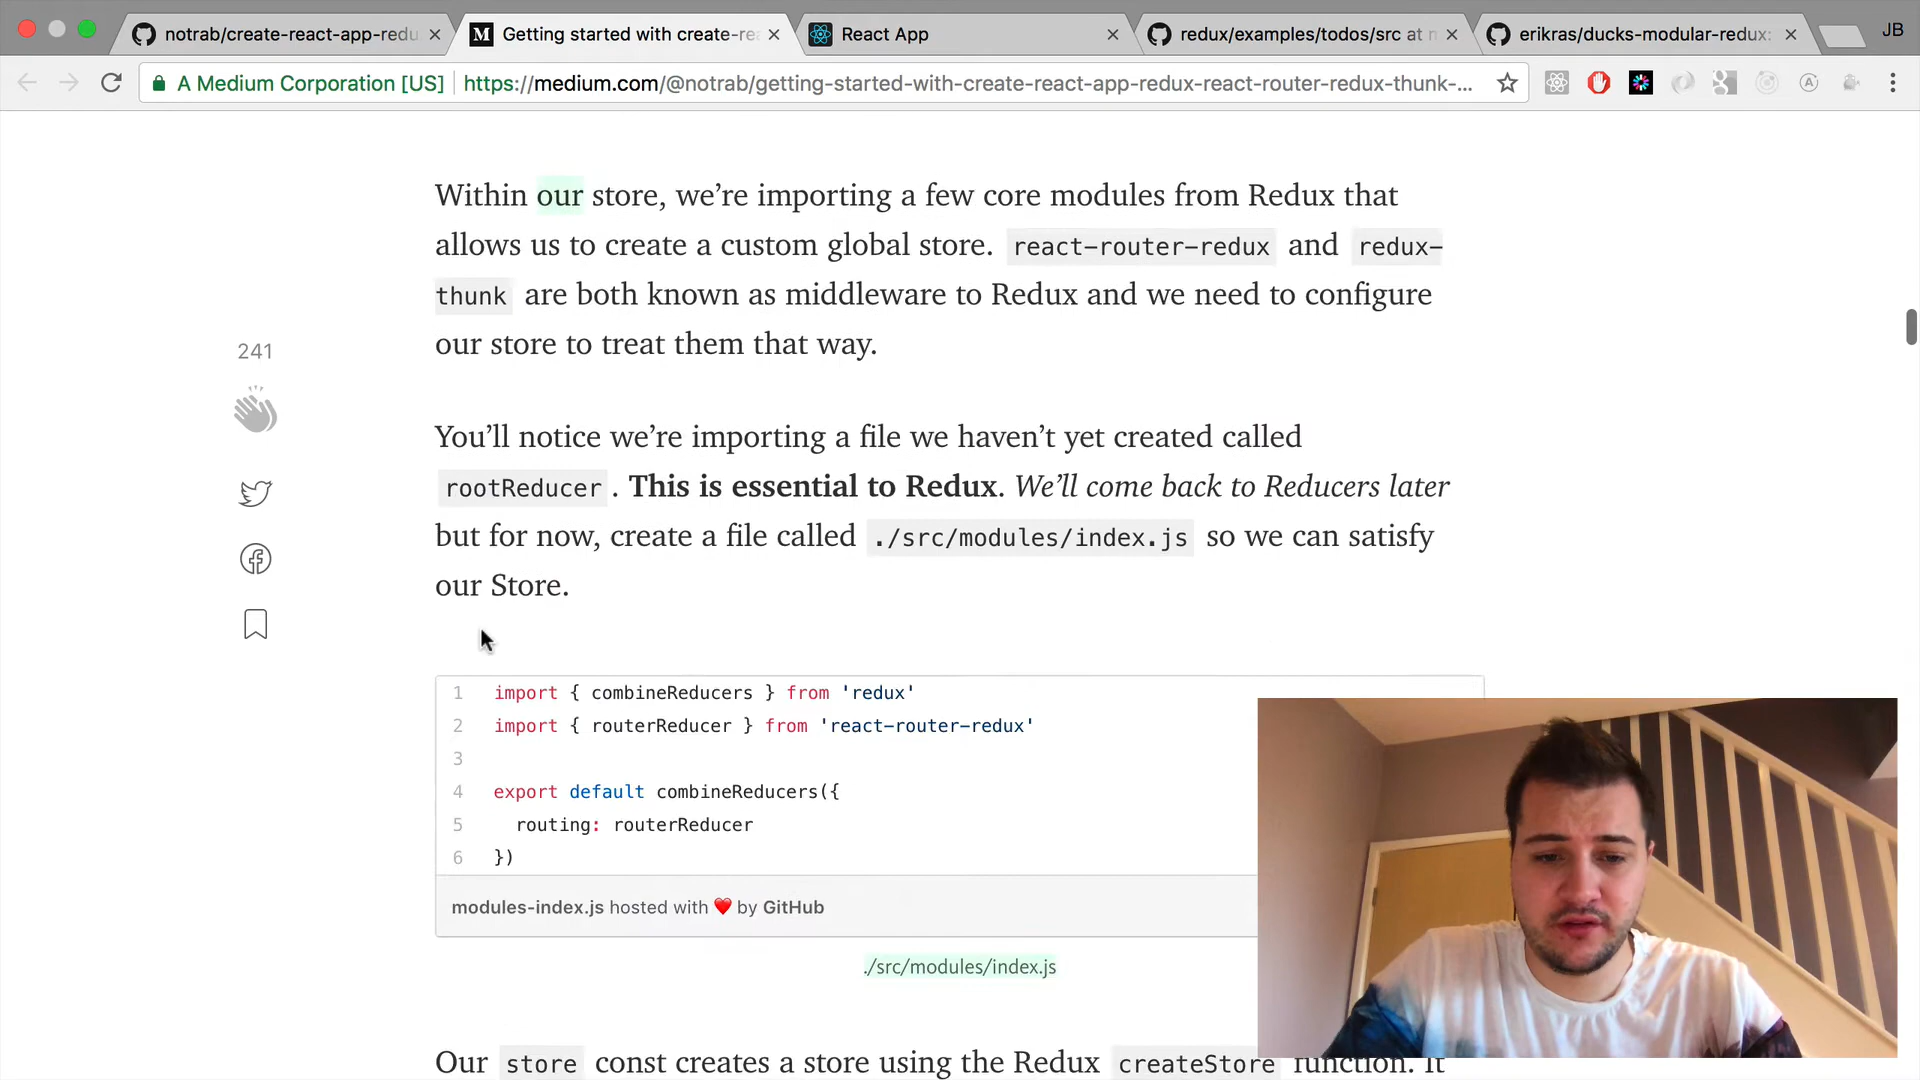 notrab/create-react-app-redu
Getting started with create-rea
React App
redux/examples/todos/src at m
erikras/ducks-modular-redux:
JB
A Medium Corporation [US]
https://medium.com/@notrab/getting-started-with-create-react-app-redux-react-router-redux-thunk-...
Within our store, we’re importing a few core modules from Redux that
allows us to create a custom global store. react-router-redux and redux-
thunk are both known as middleware to Redux and we need to configure
our store to treat them that way.
241
You’ll notice we’re importing a file we haven’t yet created called
rootReducer . This is essential to Redux. We’ll come back to Reducers later
but for now, create a file called ./src/modules/index.js so we can satisfy
our Store.
1 import { combineReducers } from 'redux'
2 import { routerReducer } from 'react-router-redux'
3
4 export default combineReducers({
5 routing: routerReducer
6 })
modules-index.js hosted with ❤ by GitHub
./src/modules/index.js
Our store const creates a store using the Redux createStore function. It